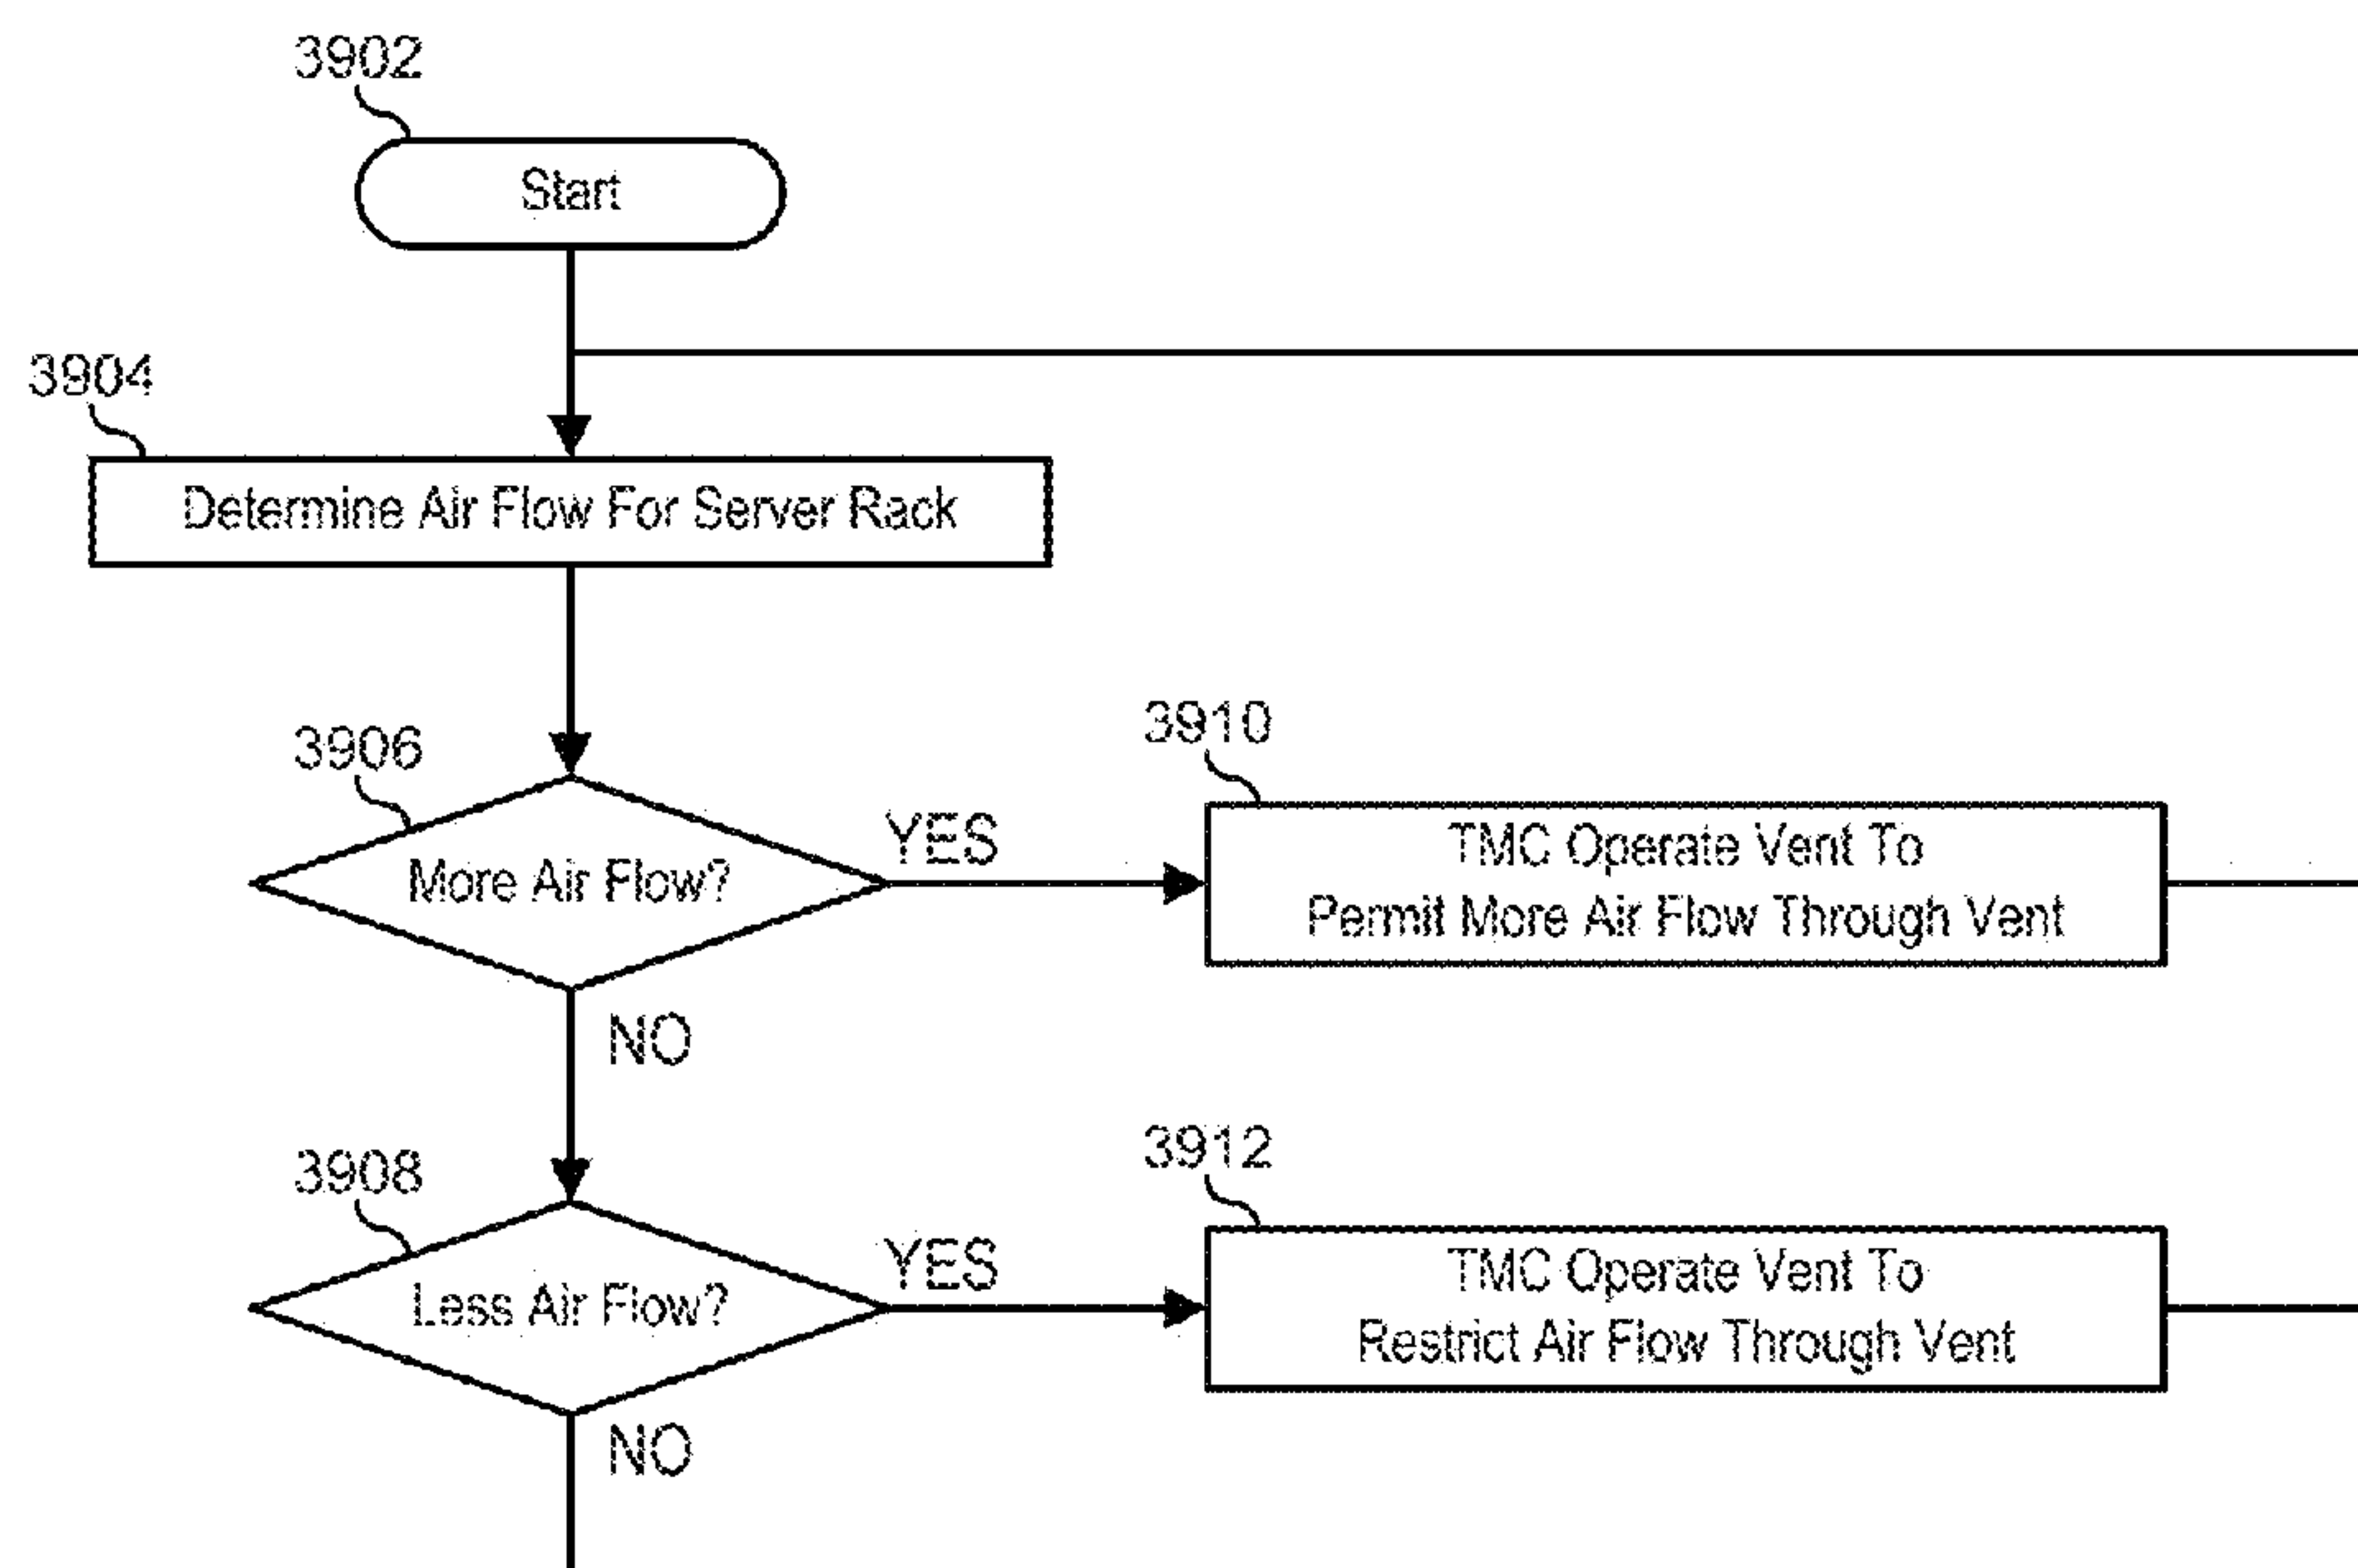 3902
Start
3904
Determine Air Flow For Server Rack
3906
More Air Flow?
YES
3910
TMC Operate Vent To
Permit More Air Flow Through Vent
NO
3908
Less Air Flow?
YES
3912
TMC Operate Vent To
Restrict Air Flow Through Vent
NO